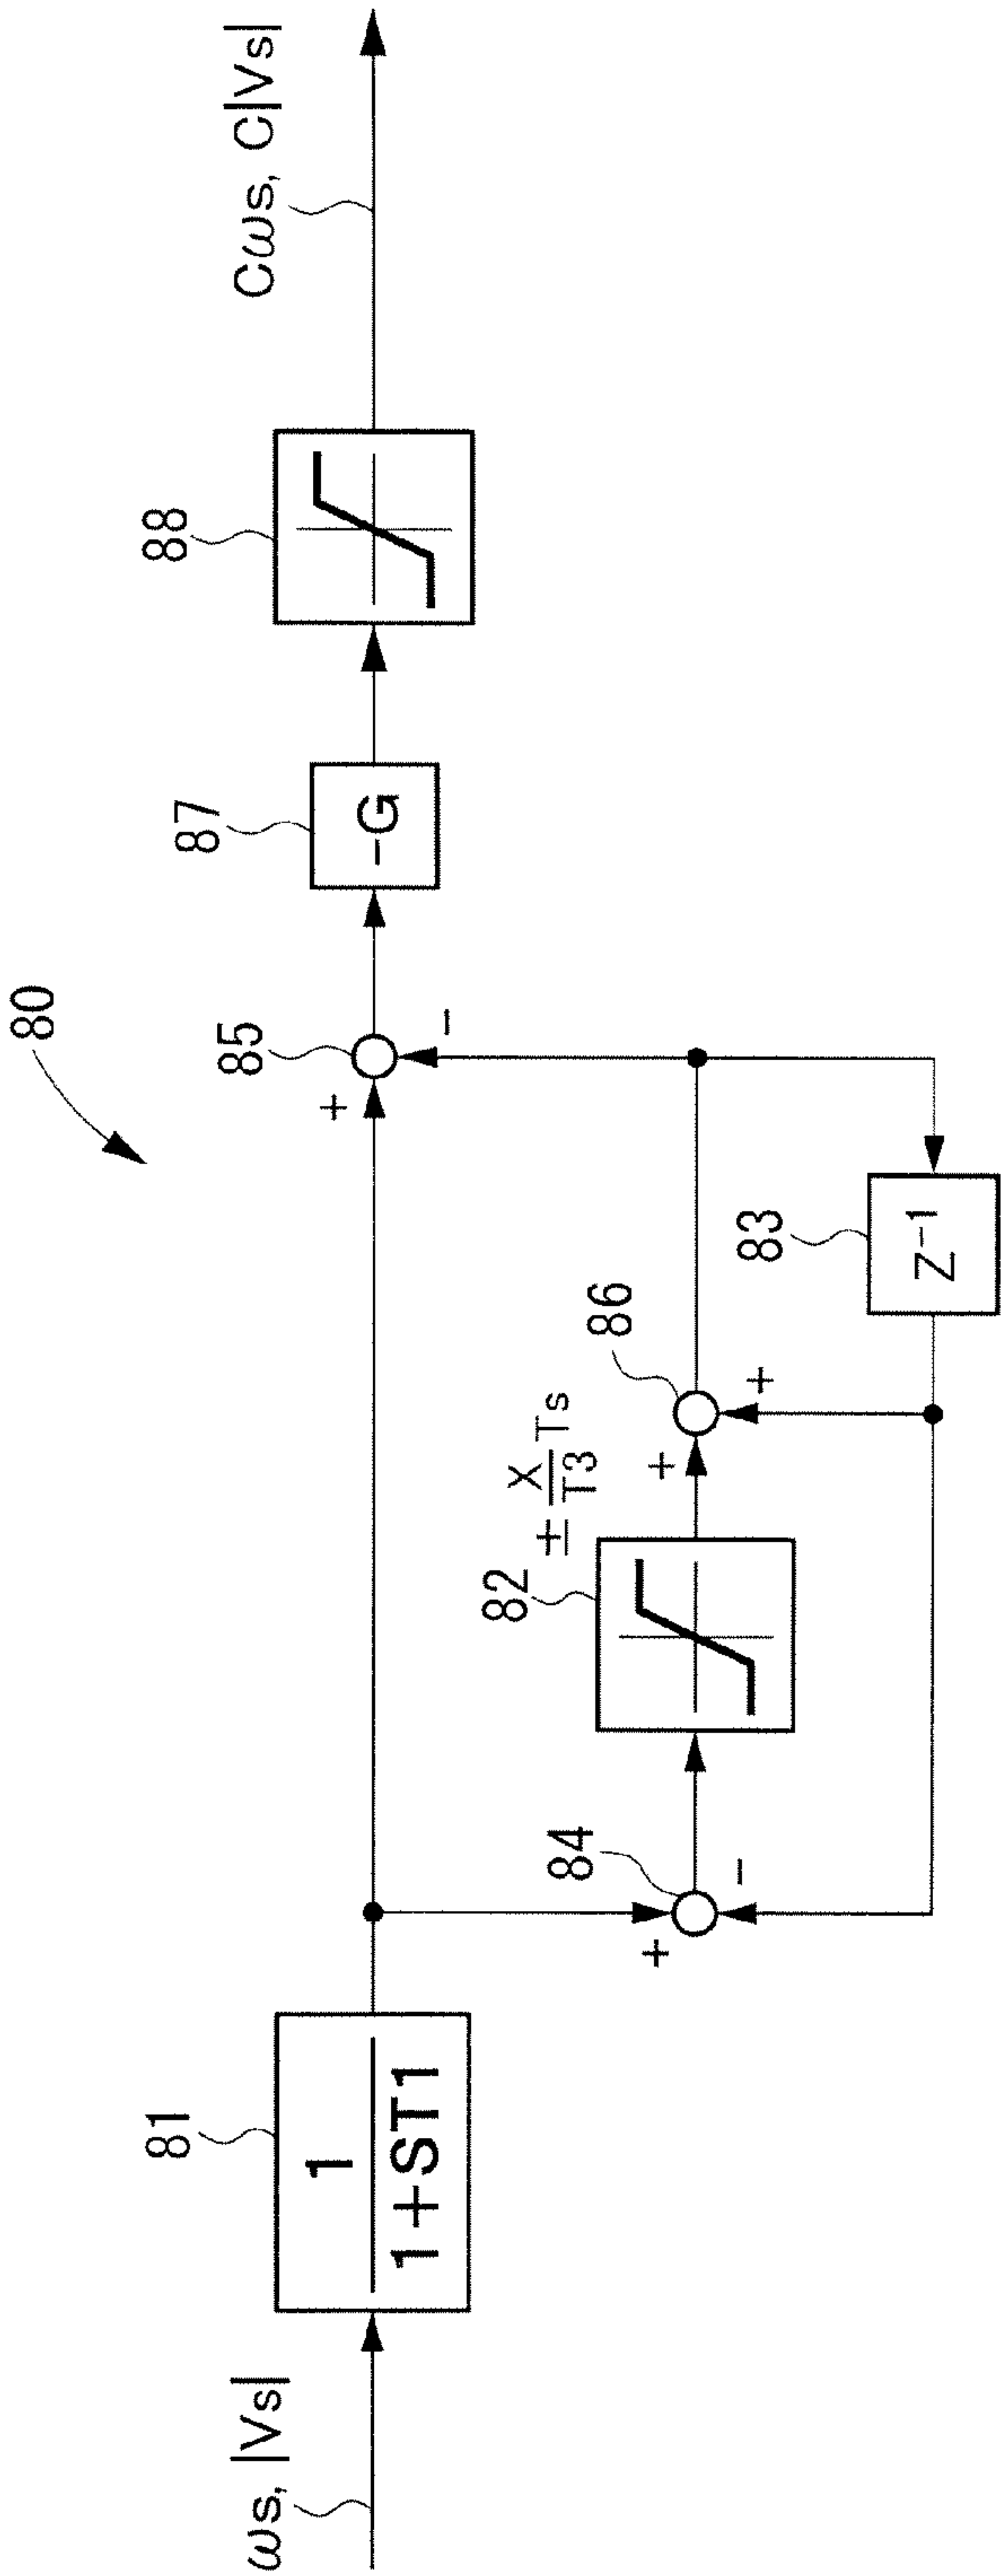 80
ωs, |Vs|
81
1
1+ST1
84
+
-
82
± X/T3 Ts
86
+
+
83
Z⁻¹
85
+
-
87
-G
88
Cωs, C|Vs|